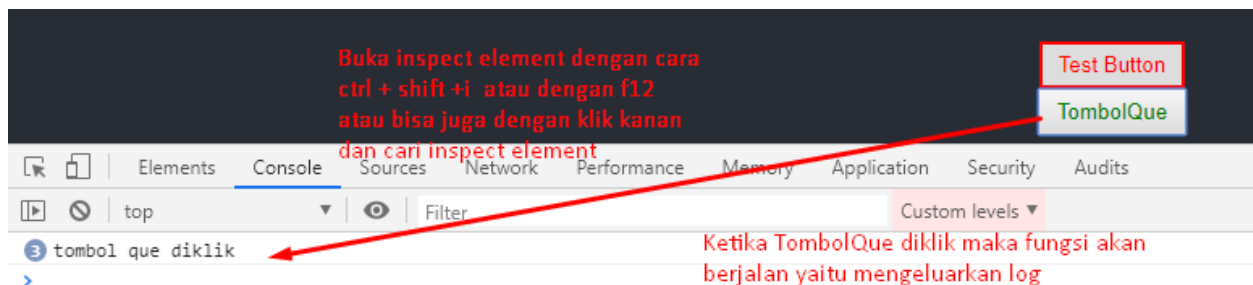 Buka inspect element dengan cara
ctrl + shift +i atau dengan f12
atau bisa juga dengan klik kanan
dan cari inspect element
Test Button
TombolQue
Elements Console Sources Network Performance Memory Application Security Audits
top Filter Custom levels
3 tombol que diklik
Ketika TombolQue diklik maka fungsi akan
berjalan yaitu mengeluarkan log